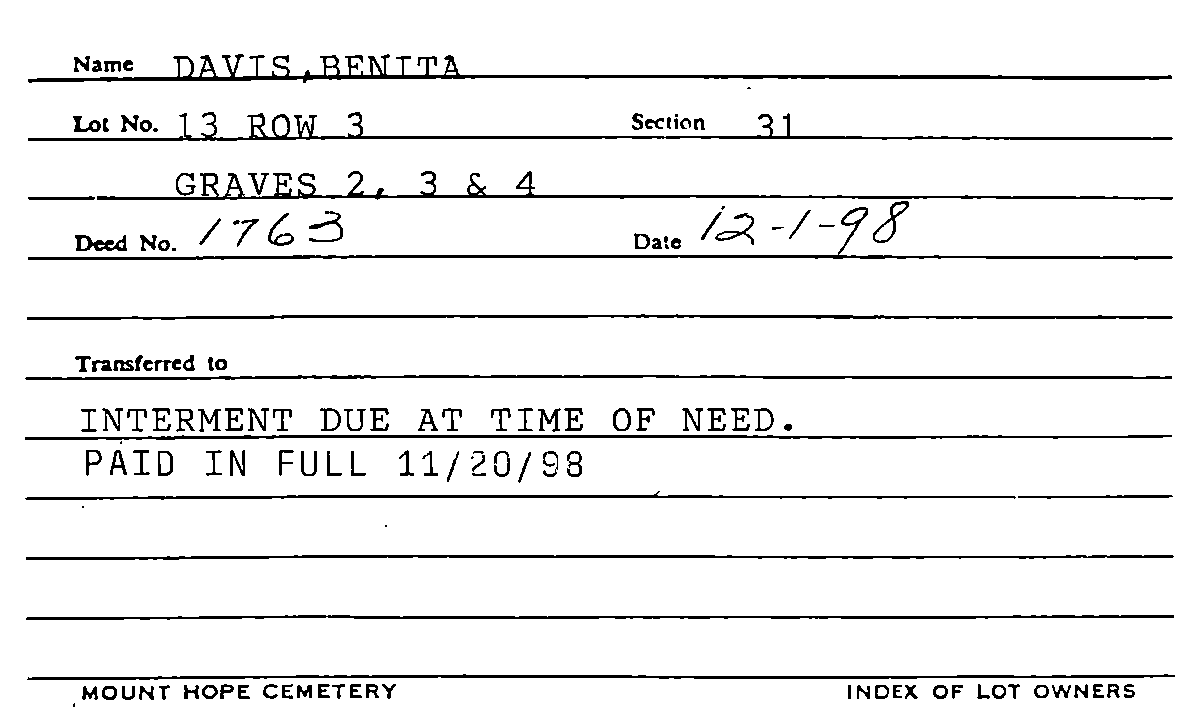 Name DAVIS,BENITA
Lot No. 13 ROW 3 Section 31
GRAVES 2, 3 & 4
Deed No. 1763 Date 12-1-98
Transferred to
INTERMENT DUE AT TIME OF NEED.
PAID IN FULL 11/20/98
MOUNT HOPE CEMETERY INDEX OF LOT OWNERS